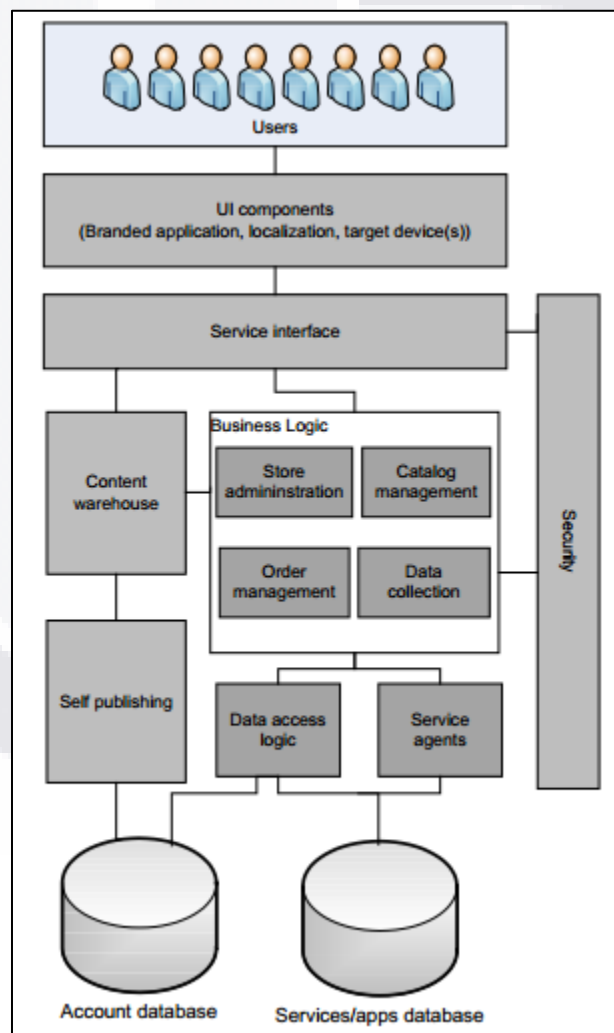 Users
UI components
(Branded application, localization, target device(s))
Service interface
Business Logic
Content
warehouse
Store
admininstration
Catalog
management
Order
management
Data
collection
Security
Self publishing
Data access
logic
Service
agents
Account database
Services/apps database